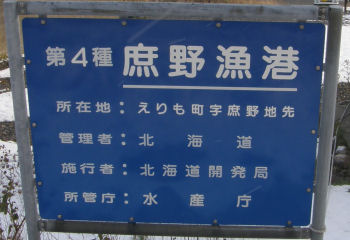 第4種 庶野漁港
所在地：えりも町字庶野地先
管理者：北海道
施行者：北海道開発局
所管庁：水産庁